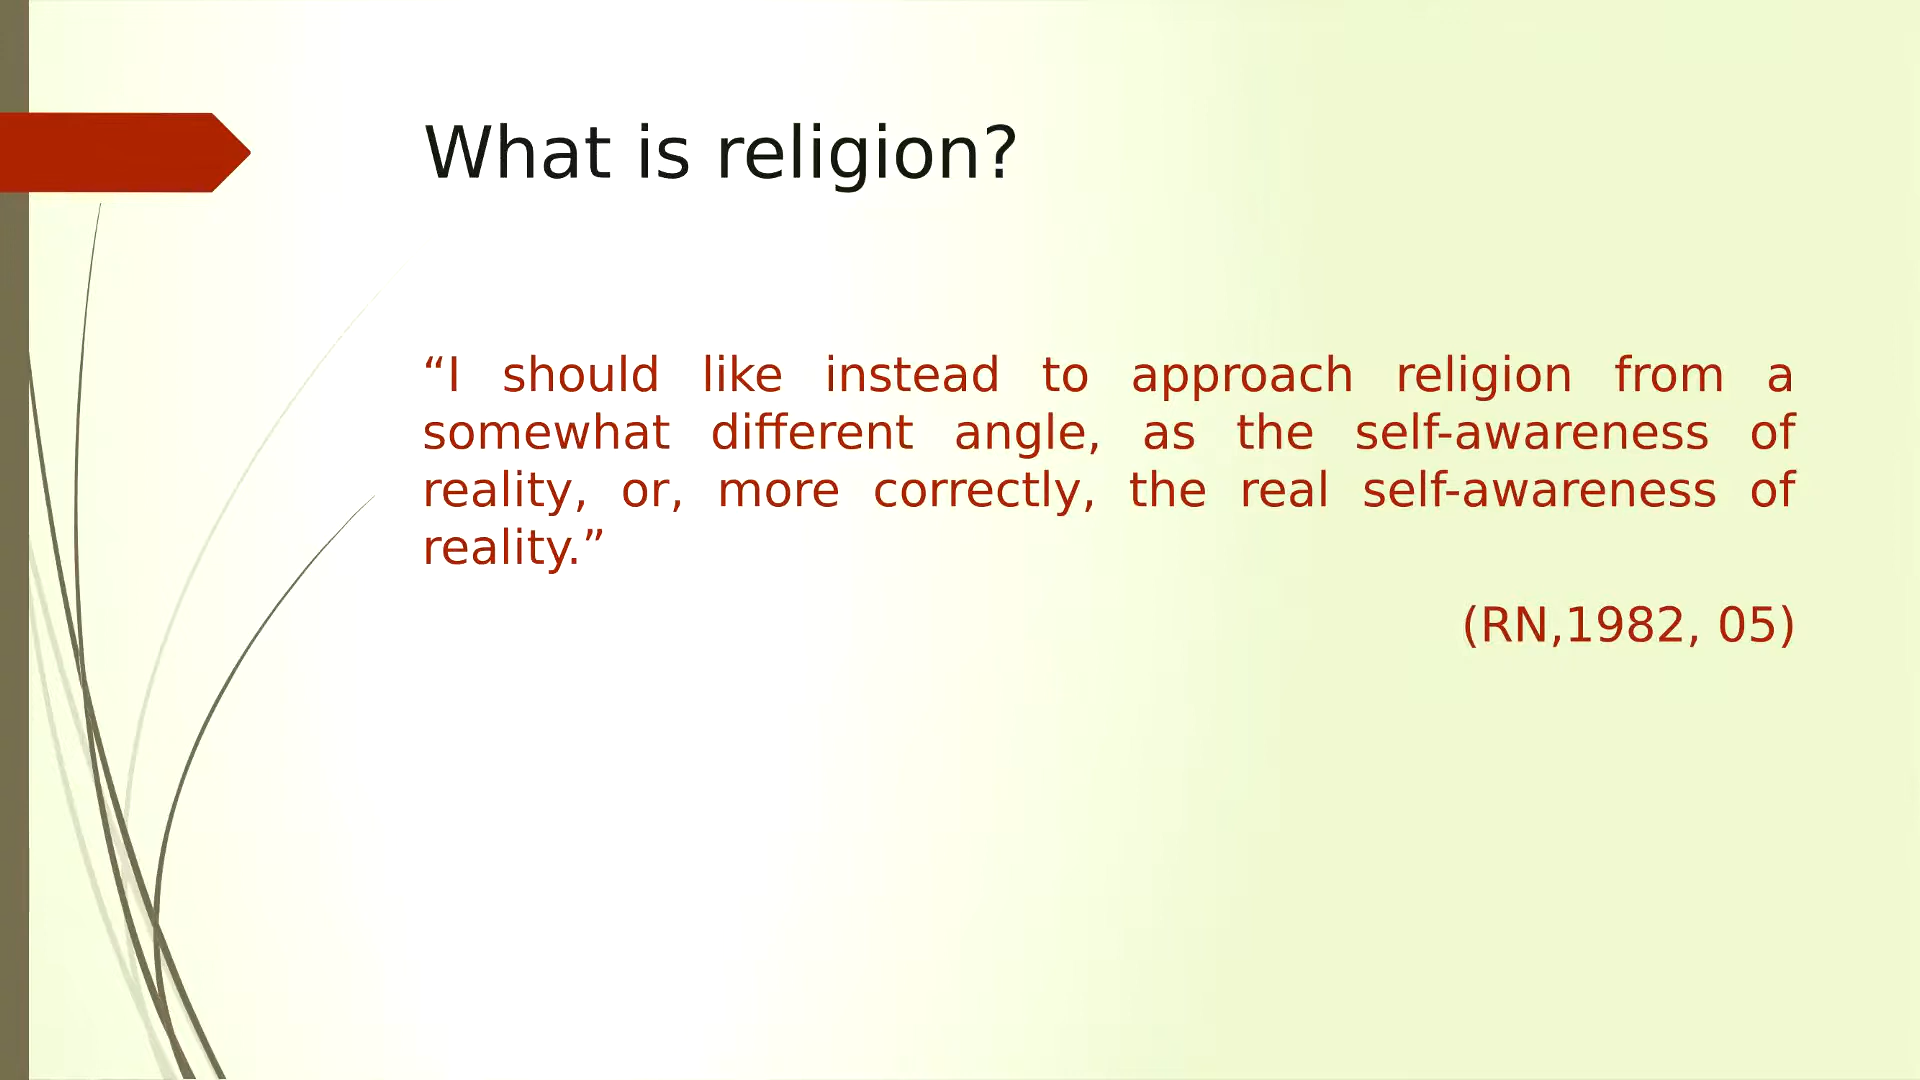 What is religion?
“I should like instead to approach religion from a
somewhat different angle, as the self-awareness of
reality, or, more correctly, the real self-awareness of
reality.”
(RN,1982, 05)